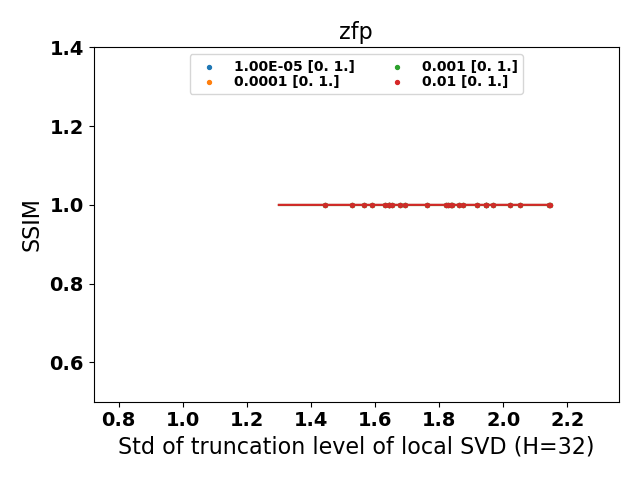 zfp
1.00E-05 [0. 1.]
0.0001 [0. 1.]
0.001 [0. 1.]
0.01 [0. 1.]
SSIM
1.4
1.2
1.0
0.8
0.6
0.8 1.0 1.2 1.4 1.6 1.8 2.0 2.2
Std of truncation level of local SVD (H=32)